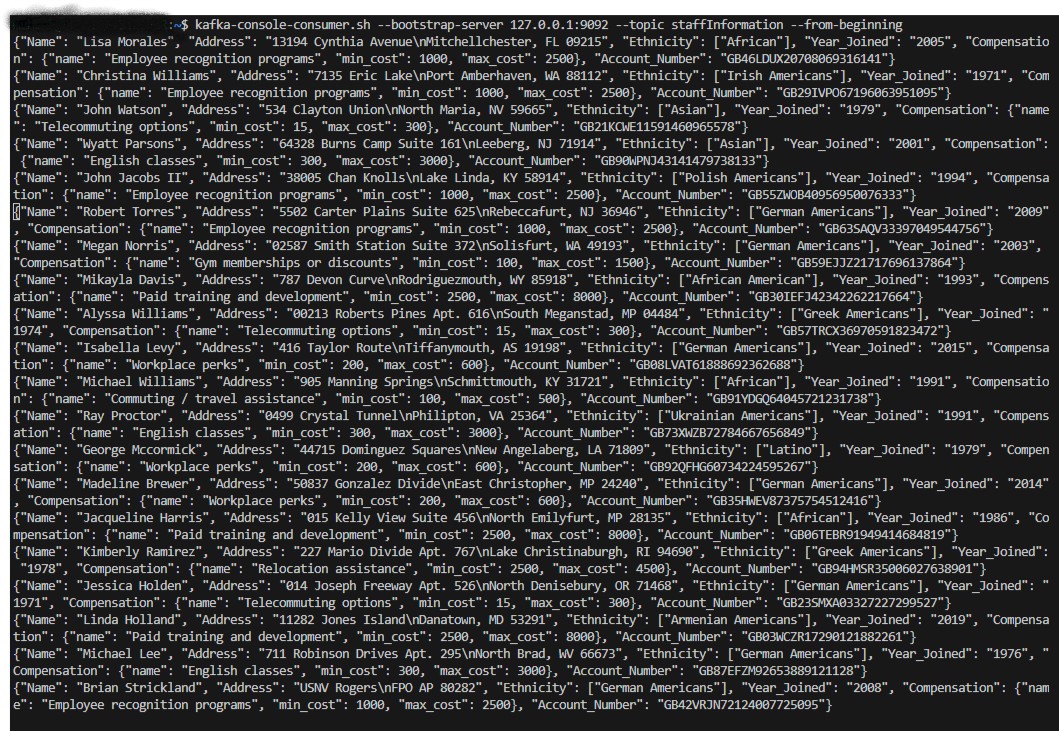 :~$ kafka-console-consumer.sh --bootstrap-server 127.0.0.1:9092 --topic staffInformation --from-beginning
{"Name": "Lisa Morales", "Address": "13194 Cynthia Avenue\nMitchellchester, FL 09215", "Ethnicity": ["African"], "Year_Joined": "2005", "Compensatio
n": {"name": "Employee recognition programs", "min_cost": 1000, "max_cost": 2500}, "Account_Number": "GB46LDUX20708069316141"}
{"Name": "Christina Williams", "Address": "7135 Eric Lake\nPort Amberhaven, WA 88112", "Ethnicity": ["Irish Americans"], "Year_Joined": "1971", "Com
pensation": {"name": "Employee recognition programs", "min_cost": 1000, "max_cost": 2500}, "Account_Number": "GB29IVPO67196063951095"}
{"Name": "John Watson", "Address": "534 Clayton Union\nNorth Maria, NV 59665", "Ethnicity": ["Asian"], "Year_Joined": "1979", "Compensation": {"name
": "Telecommuting options", "min_cost": 15, "max_cost": 300}, "Account_Number": "GB21KCWE11591460965578"}
{"Name": "Wyatt Parsons", "Address": "64328 Burns Camp Suite 161\nLeeberg, NJ 71914", "Ethnicity": ["Asian"], "Year_Joined": "2001", "Compensation":
{"name": "English classes", "min_cost": 300, "max_cost": 3000}, "Account_Number": "GB90WPNJ43141479738133"}
{"Name": "John Jacobs II", "Address": "38005 Chan Knolls\nLake Linda, KY 58914", "Ethnicity": ["Polish Americans"], "Year_Joined": "1994", "Compensa
tion": {"name": "Employee recognition programs", "min_cost": 1000, "max_cost": 2500}, "Account_Number": "GB55ZWOB40956950076333"}
{"Name": "Robert Torres", "Address": "5502 Carter Plains Suite 625\nRebeccafurt, NJ 36946", "Ethnicity": ["German Americans"], "Year_Joined": "2009"
, "Compensation": {"name": "Employee recognition programs", "min_cost": 1000, "max_cost": 2500}, "Account_Number": "GB63SAQV33397049544756"}
{"Name": "Megan Norris", "Address": "02587 Smith Station Suite 372\nSolisfurt, WA 49193", "Ethnicity": ["German Americans"], "Year_Joined": "2003",
"Compensation": {"name": "Gym memberships or discounts", "min_cost": 100, "max_cost": 1500}, "Account_Number": "GB59EJJZ21717696137864"}
{"Name": "Mikayla Davis", "Address": "787 Devon Curve\nRodriguezmouth, WY 85918", "Ethnicity": ["African American"], "Year_Joined": "1993", "Compens
ation": {"name": "Paid training and development", "min_cost": 2500, "max_cost": 8000}, "Account_Number": "GB30IEFJ42342262217664"}
{"Name": "Alyssa Williams", "Address": "00213 Roberts Pines Apt. 616\nSouth Meganstad, MP 04484", "Ethnicity": ["Greek Americans"], "Year_Joined": "
1974", "Compensation": {"name": "Telecommuting options", "min_cost": 15, "max_cost": 300}, "Account_Number": "GB57TRCX36970591823472"}
{"Name": "Isabella Levy", "Address": "416 Taylor Route\nTiffanymouth, AS 19198", "Ethnicity": ["German Americans"], "Year_Joined": "2015", "Compensa
tion": {"name": "Workplace perks", "min_cost": 200, "max_cost": 600}, "Account_Number": "GB08LVAT61888692362688"}
{"Name": "Michael Williams", "Address": "905 Manning Springs\nSchmittmouth, KY 31721", "Ethnicity": ["African"], "Year_Joined": "1991", "Compensatio
n": {"name": "Commuting / travel assistance", "min_cost": 100, "max_cost": 500}, "Account_Number": "GB91YDGQ64045721231738"}
{"Name": "Ray Proctor", "Address": "0499 Crystal Tunnel\nPhilipton, VA 25364", "Ethnicity": ["Ukrainian Americans"], "Year_Joined": "1991", "Compens
ation": {"name": "English classes", "min_cost": 300, "max_cost": 3000}, "Account_Number": "GB73XWZB72784667656849"}
{"Name": "George Mccormick", "Address": "44715 Dominguez Squares\nNew Angelaberg, LA 71809", "Ethnicity": ["Latino"], "Year_Joined": "1979", "Compen
sation": {"name": "Workplace perks", "min_cost": 200, "max_cost": 600}, "Account_Number": "GB92QFHG60734224595267"}
{"Name": "Madeline Brewer", "Address": "50837 Gonzalez Divide\nEast Christopher, MP 24240", "Ethnicity": ["German Americans"], "Year_Joined": "2014"
, "Compensation": {"name": "Workplace perks", "min_cost": 200, "max_cost": 600}, "Account_Number": "GB35HWEV87375754512416"}
{"Name": "Jacqueline Harris", "Address": "015 Kelly View Suite 456\nNorth Emilyfurt, MP 28135", "Ethnicity": ["African"], "Year_Joined": "1986", "Co
mpensation": {"name": "Paid training and development", "min_cost": 2500, "max_cost": 8000}, "Account_Number": "GB06TEBR91949414684819"}
{"Name": "Kimberly Ramirez", "Address": "227 Mario Divide Apt. 767\nLake Christinaburgh, RI 94690", "Ethnicity": ["Greek Americans"], "Year_Joined":
"1978", "Compensation": {"name": "Relocation assistance", "min_cost": 2500, "max_cost": 4500}, "Account_Number": "GB94HMSR35006027638901"}
{"Name": "Jessica Holden", "Address": "014 Joseph Freeway Apt. 526\nNorth Denisebury, OR 71468", "Ethnicity": ["German Americans"], "Year_Joined": "
1971", "Compensation": {"name": "Telecommuting options", "min_cost": 15, "max_cost": 300}, "Account_Number": "GB23SMXA03327227299527"}
{"Name": "Linda Holland", "Address": "11282 Jones Island\nDanatown, MD 53291", "Ethnicity": ["Armenian Americans"], "Year_Joined": "2019", "Compensa
tion": {"name": "Paid training and development", "min_cost": 2500, "max_cost": 8000}, "Account_Number": "GB03WCZR17290121882261"}
{"Name": "Michael Lee", "Address": "711 Robinson Drives Apt. 295\nNorth Brad, WV 66673", "Ethnicity": ["German Americans"], "Year_Joined": "1976", "
Compensation": {"name": "English classes", "min_cost": 300, "max_cost": 3000}, "Account_Number": "GB87EFZM92653889121128"}
{"Name": "Brian Strickland", "Address": "USNV Rogers\nFPO AP 80282", "Ethnicity": ["German Americans"], "Year_Joined": "2008", "Compensation": {"nam
e": "Employee recognition programs", "min_cost": 1000, "max_cost": 2500}, "Account_Number": "GB42VRJN72124007725095"}